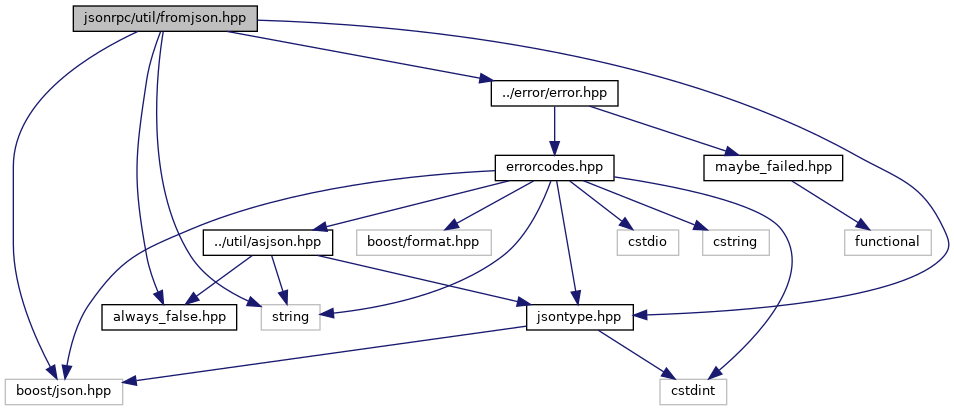 jsonrpc/util/fromjson.hpp
../error/error.hpp
errorcodes.hpp
maybe_failed.hpp
../util/asjson.hpp
boost/format.hpp
cstdio
cstring
functional
always_false.hpp
string
jsontype.hpp
boost/json.hpp
cstdint